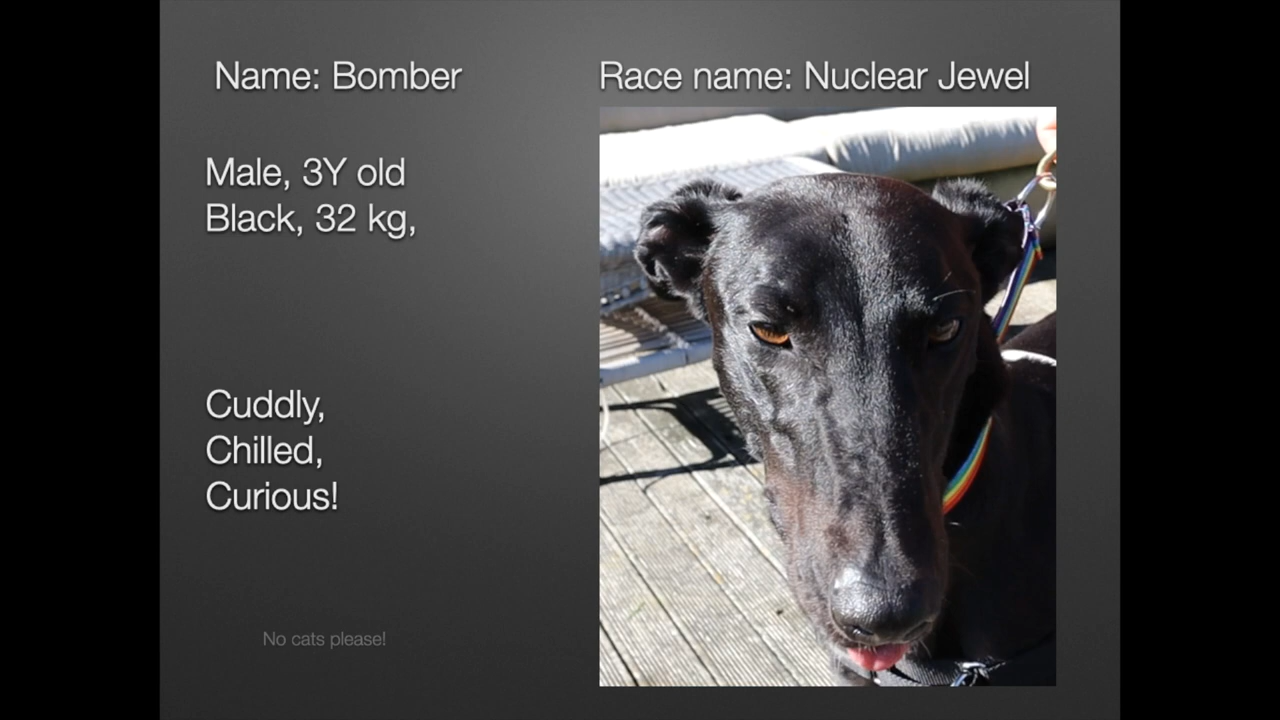 Name: Bomber
Race name: Nuclear Jewel
Male, 3Y old
Black, 32 kg,
Cuddly,
Chilled,
Curious!
No cats please!